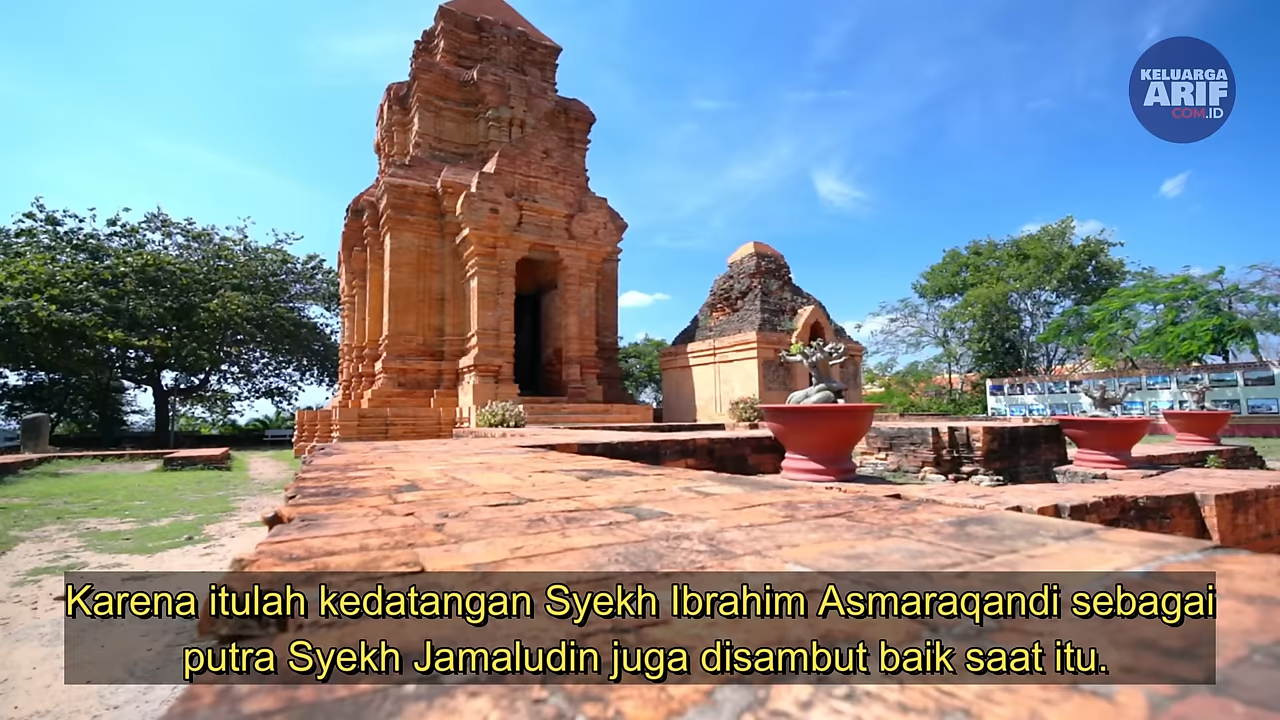 KELUARGA
ARIF
COM.ID
Karena itulah kedatangan Syekh Ibrahim Asmaraqandi sebagai
putra Syekh Jamaludin juga disambut baik saat itu.